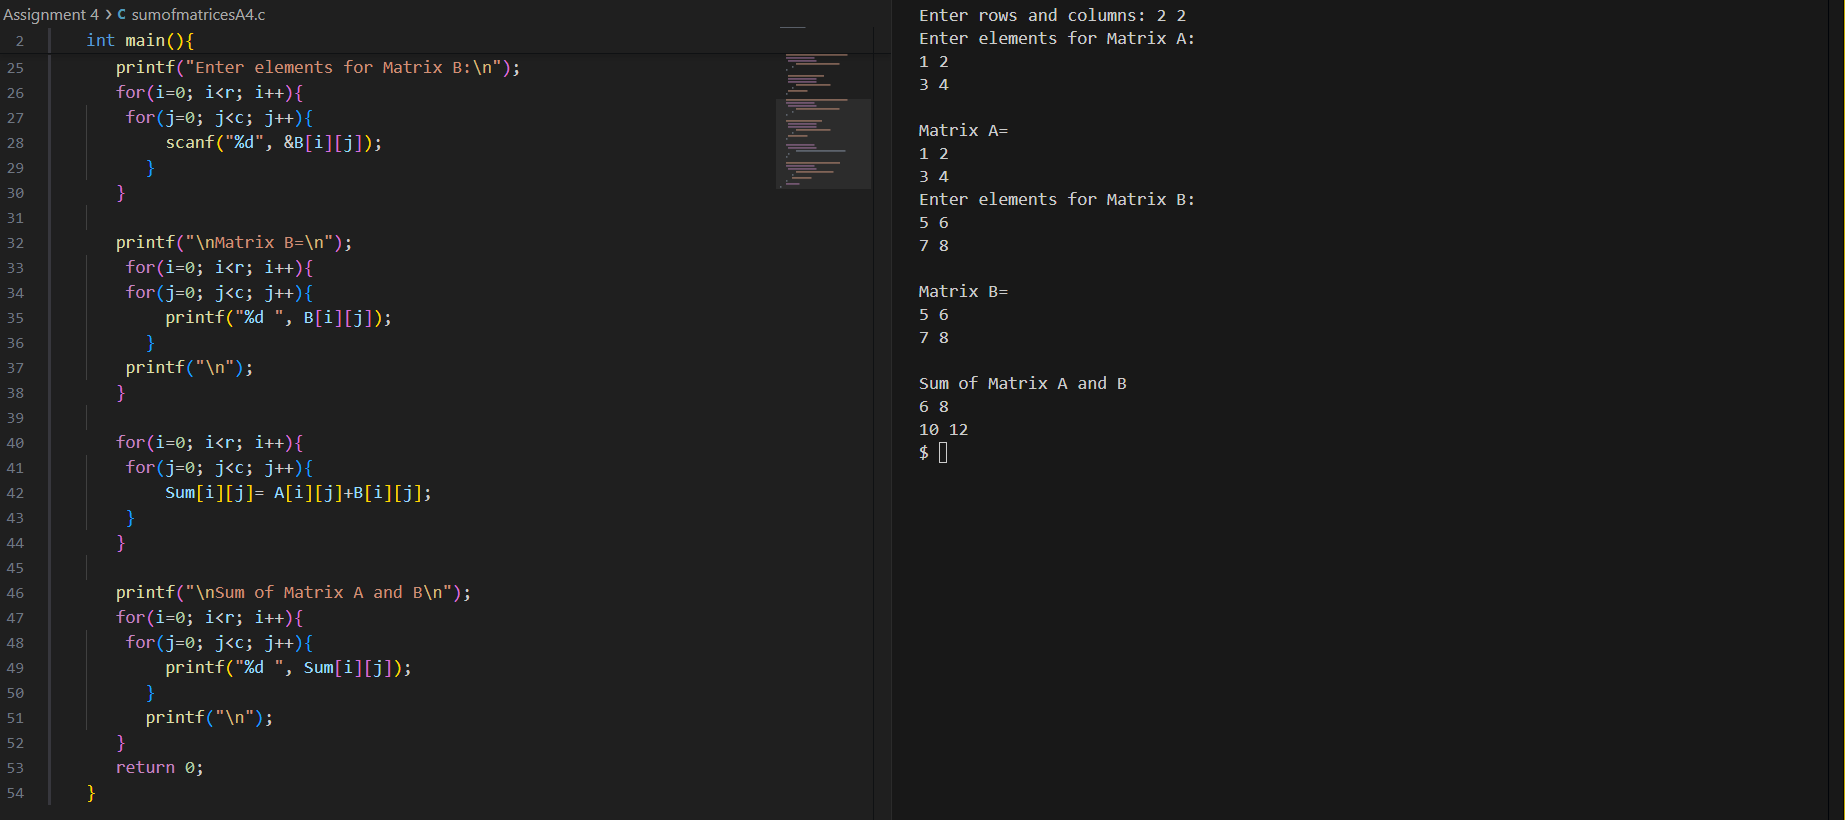 Assignment 4 > C sumofmatricesA4.c
2 int main(){
25 printf("Enter elements for Matrix B:\n");
26 for(i=0; i<r; i++){
27 for(j=0; j<c; j++){
28 scanf("%d", &B[i][j]);
29 }
30 }
31
32 printf("\nMatrix B=\n");
33 for(i=0; i<r; i++){
34 for(j=0; j<c; j++){
35 printf("%d ", B[i][j]);
36 }
37 printf("\n");
38 }
39
40 for(i=0; i<r; i++){
41 for(j=0; j<c; j++){
42 Sum[i][j]= A[i][j]+B[i][j];
43 }
44 }
45
46 printf("\nSum of Matrix A and B\n");
47 for(i=0; i<r; i++){
48 for(j=0; j<c; j++){
49 printf("%d ", Sum[i][j]);
50 }
51 printf("\n");
52 }
53 return 0;
54 }
Enter rows and columns: 2 2
Enter elements for Matrix A:
1 2
3 4
Matrix A=
1 2
3 4
Enter elements for Matrix B:
5 6
7 8
Matrix B=
5 6
7 8
Sum of Matrix A and B
6 8
10 12
$